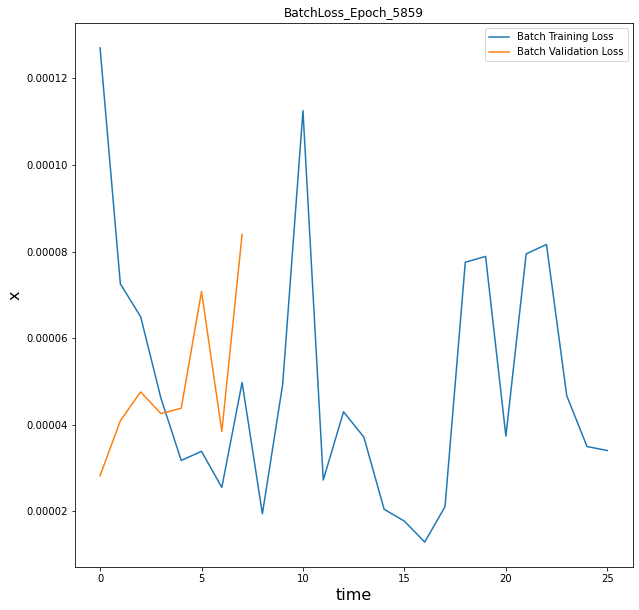 BatchLoss_Epoch_5859
Batch Training Loss
Batch Validation Loss
0.00012
0.00010
0.00008
0.00006
0.00004
0.00002
x
0 5 10 15 20 25
time